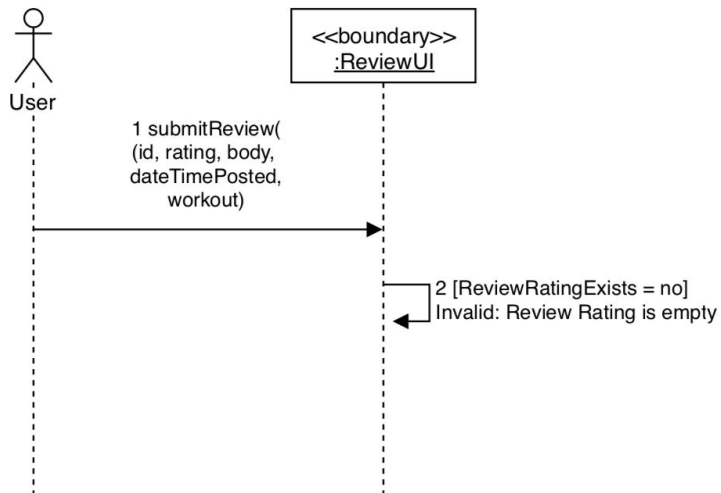 <<boundary>>
:ReviewUI
User
1 submitReview(
(id, rating, body,
dateTimePosted,
workout)
2 [ReviewRatingExists = no]
Invalid: Review Rating is empty